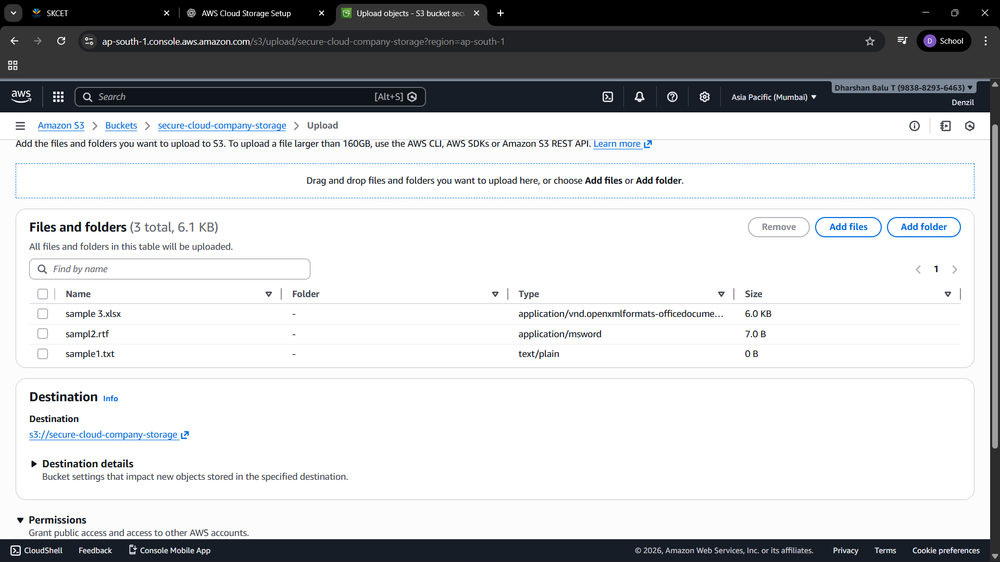 SKCET
AWS Cloud Storage Setup
Upload objects - S3 bucket sec
ap-south-1.console.aws.amazon.com/s3/upload/secure-cloud-company-storage?region=ap-south-1
D School
aws
Search
[Alt+S]
Asia Pacific (Mumbai)
Dharshan Balu T (9838-8293-6463)
Denzil
Amazon S3
Buckets
secure-cloud-company-storage
Upload
Add the files and folders you want to upload to S3. To upload a file larger than 160GB, use the AWS CLI, AWS SDKs or Amazon S3 REST API. Learn more
Drag and drop files and folders you want to upload here, or choose Add files or Add folder.
Files and folders (3 total, 6.1 KB)
Remove
Add files
Add folder
All files and folders in this table will be uploaded.
Find by name
1
Name Folder Type Size
sample 3.xlsx - application/vnd.openxmlformats-officedocume... 6.0 KB
sampl2.rtf - application/msword 7.0 B
sample1.txt - text/plain 0 B
Destination Info
Destination
s3://secure-cloud-company-storage
Destination details
Bucket settings that impact new objects stored in the specified destination.
Permissions
Grant public access and access to other AWS accounts.
CloudShell
Feedback
Console Mobile App
© 2026, Amazon Web Services, Inc. or its affiliates.
Privacy
Terms
Cookie preferences